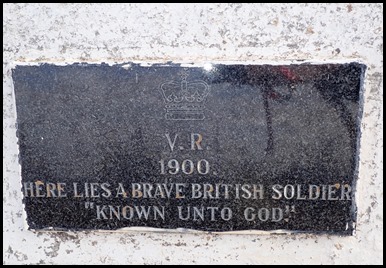 V.R.
1900.
HERE LIES A BRAVE BRITISH SOLDIER
"KNOWN UNTO GOD"